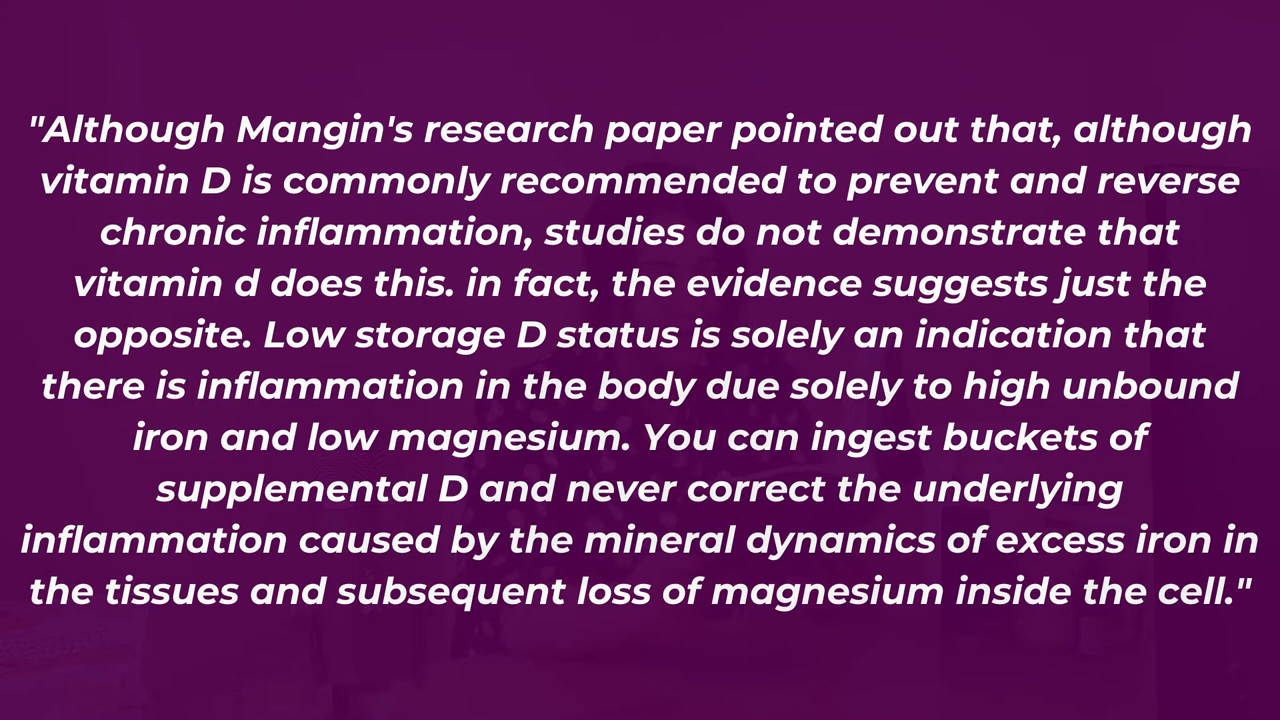 "Although Mangin's research paper pointed out that, although
vitamin D is commonly recommended to prevent and reverse
chronic inflammation, studies do not demonstrate that
vitamin d does this. in fact, the evidence suggests just the
opposite. Low storage D status is solely an indication that
there is inflammation in the body due solely to high unbound
iron and low magnesium. You can ingest buckets of
supplemental D and never correct the underlying
inflammation caused by the mineral dynamics of excess iron in
the tissues and subsequent loss of magnesium inside the cell."